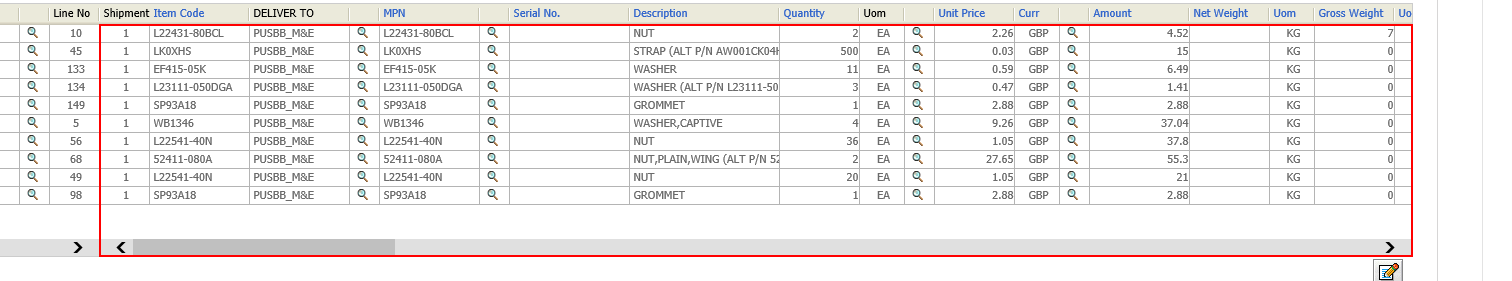 Line No Shipment Item Code DELIVER TO MPN Serial No. Description Quantity Uom Unit Price Curr Amount Net Weight Uom Gross Weight Uo
10 1 L22431-80BCL PUSBB_M&E L22431-80BCL NUT 2 EA 2.26 GBP 4.52 KG 7
45 1 LK0XHS PUSBB_M&E LK0XHS STRAP (ALT P/N AW001CK04H 500 EA 0.03 GBP 15 KG 0
133 1 EF415-05K PUSBB_M&E EF415-05K WASHER 11 EA 0.59 GBP 6.49 KG 0
134 1 L23111-050DGA PUSBB_M&E L23111-050DGA WASHER (ALT P/N L23111-50 3 EA 0.47 GBP 1.41 KG 0
149 1 SP93A18 PUSBB_M&E SP93A18 GROMMET 1 EA 2.88 GBP 2.88 KG 0
5 1 WB1346 PUSBB_M&E WB1346 WASHER,CAPTIVE 4 EA 9.26 GBP 37.04 KG 0
56 1 L22541-40N PUSBB_M&E L22541-40N NUT 36 EA 1.05 GBP 37.8 KG 0
68 1 52411-080A PUSBB_M&E 52411-080A NUT,PLAIN,WING (ALT P/N 52 2 EA 27.65 GBP 55.3 KG 0
49 1 L22541-40N PUSBB_M&E L22541-40N NUT 20 EA 1.05 GBP 21 KG 0
98 1 SP93A18 PUSBB_M&E SP93A18 GROMMET 1 EA 2.88 GBP 2.88 KG 0